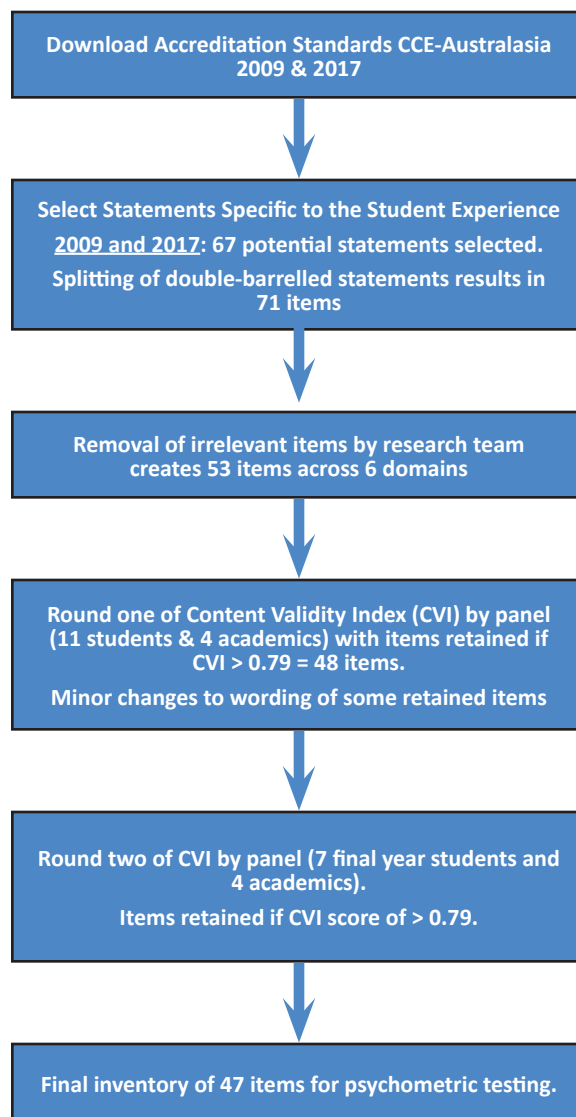 Download Accreditation Standards CCE-Australasia
2009 & 2017
Select Statements Specific to the Student Experience
2009 and 2017: 67 potential statements selected.
Splitting of double-barrelled statements results in
71 items
Removal of irrelevant items by research team
creates 53 items across 6 domains
Round one of Content Validity Index (CVI) by panel
(11 students & 4 academics) with items retained if
CVI > 0.79 = 48 items.
Minor changes to wording of some retained items
Round two of CVI by panel (7 final year students and
4 academics).
Items retained if CVI score of > 0.79.
Final inventory of 47 items for psychometric testing.